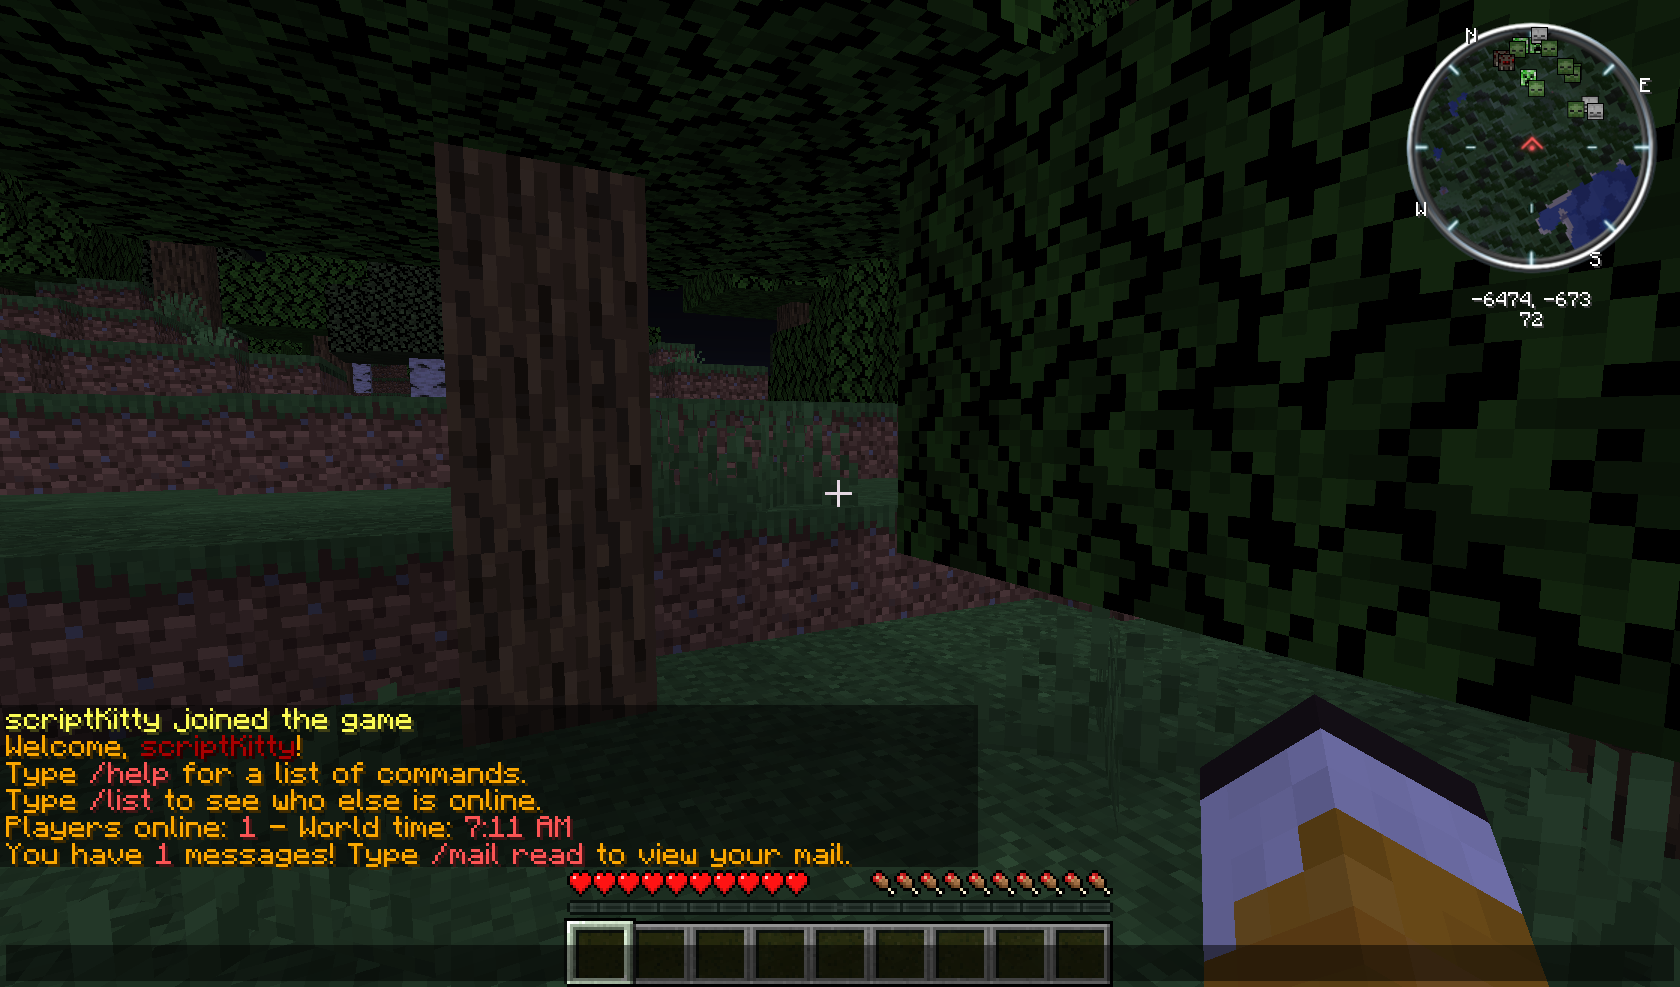 N
E
W
S
-6474, -673
72
scriptKitty joined the game
Welcome, scriptKitty!
Type /help for a list of commands.
Type /list to see who else is online.
Players online: 1 - World time: 7:11 AM
You have 1 messages! Type /mail read to view your mail.